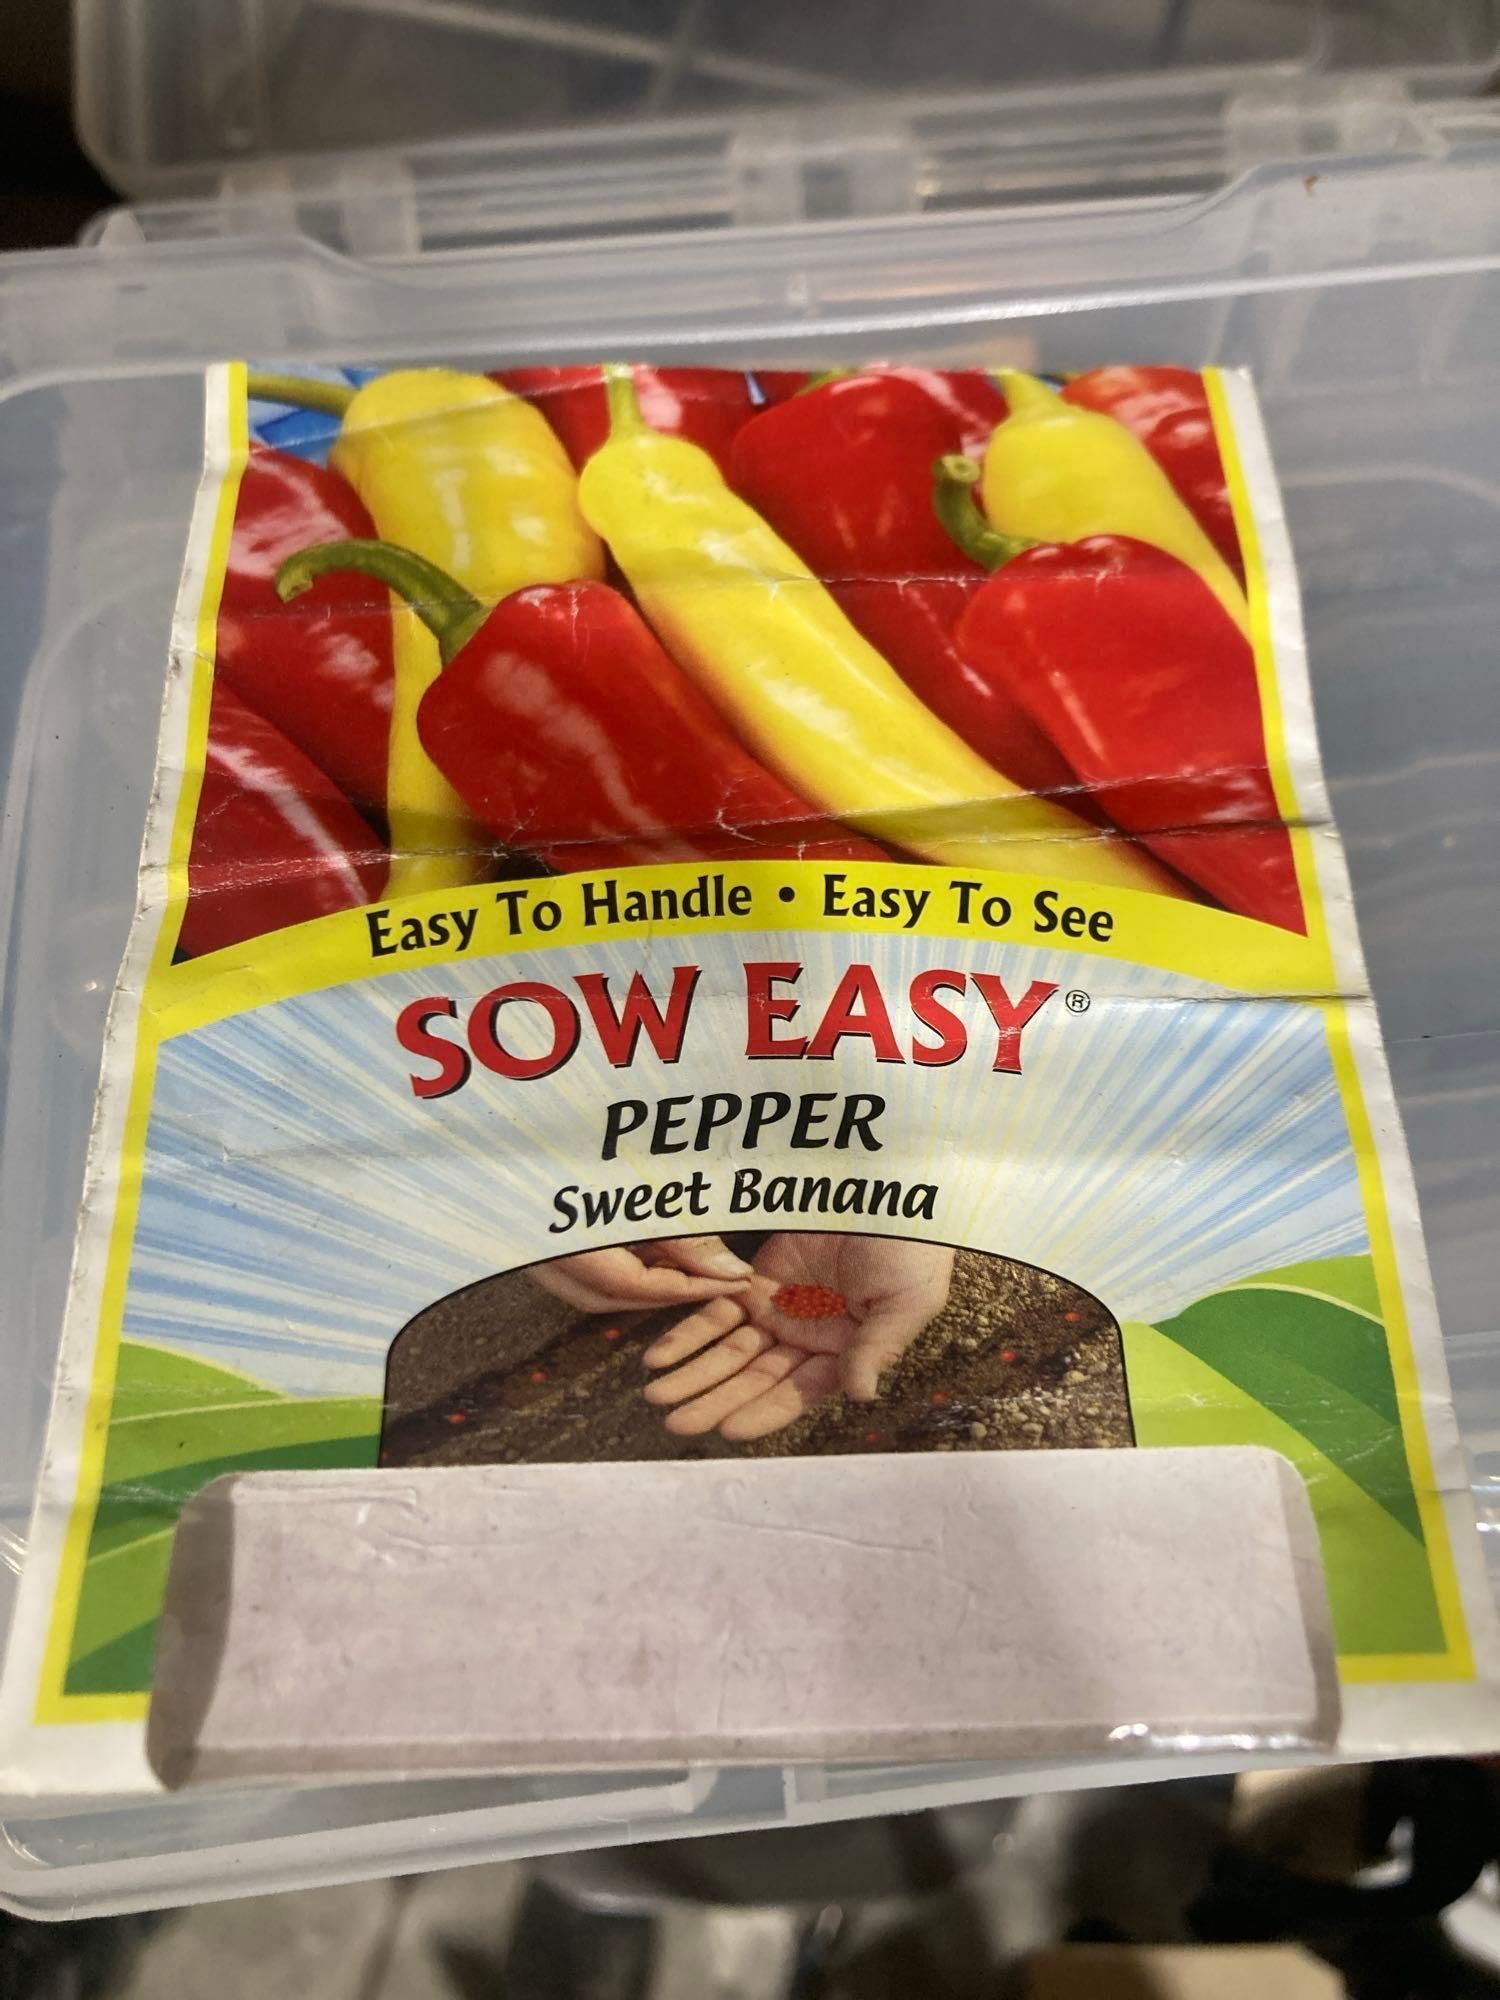 Easy To Handle • Easy To See
SOW EASY®
PEPPER
Sweet Banana